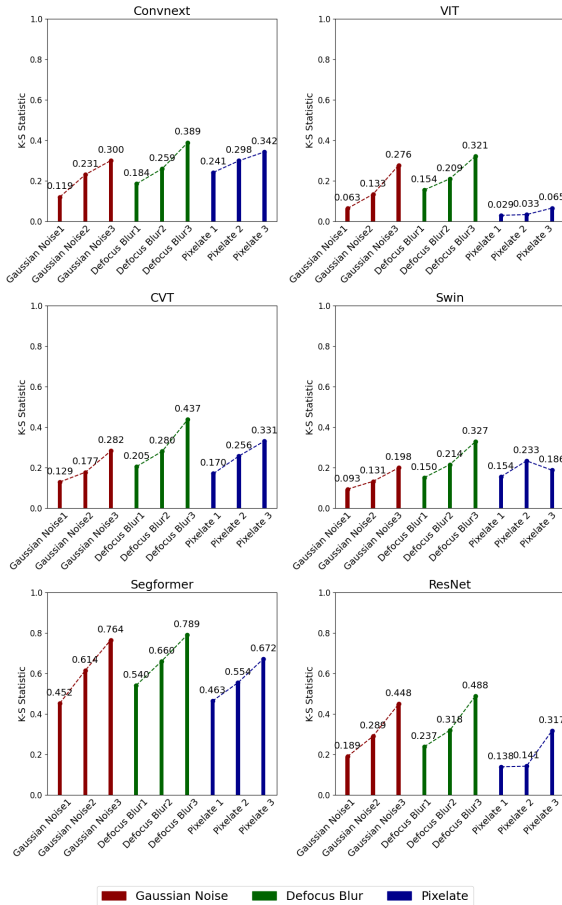 Convnext
1.0
0.8
0.6
0.4
0.2
0.0
K-S Statistic
0.119
0.231
0.300
0.184
0.259
0.389
0.241
0.298
0.342
Gaussian Noise1
Gaussian Noise2
Gaussian Noise3
Defocus Blur1
Defocus Blur2
Defocus Blur3
Pixelate 1
Pixelate 2
Pixelate 3
VIT
1.0
0.8
0.6
0.4
0.2
0.0
K-S Statistic
0.063
0.133
0.276
0.154
0.209
0.321
0.029
0.033
0.065
Gaussian Noise1
Gaussian Noise2
Gaussian Noise3
Defocus Blur1
Defocus Blur2
Defocus Blur3
Pixelate 1
Pixelate 2
Pixelate 3
CVT
1.0
0.8
0.6
0.4
0.2
0.0
K-S Statistic
0.129
0.177
0.282
0.205
0.280
0.437
0.170
0.256
0.331
Gaussian Noise1
Gaussian Noise2
Gaussian Noise3
Defocus Blur1
Defocus Blur2
Defocus Blur3
Pixelate 1
Pixelate 2
Pixelate 3
Swin
1.0
0.8
0.6
0.4
0.2
0.0
K-S Statistic
0.093
0.131
0.198
0.150
0.214
0.327
0.154
0.233
0.186
Gaussian Noise1
Gaussian Noise2
Gaussian Noise3
Defocus Blur1
Defocus Blur2
Defocus Blur3
Pixelate 1
Pixelate 2
Pixelate 3
Segformer
1.0
0.8
0.6
0.4
0.2
0.0
K-S Statistic
0.452
0.614
0.764
0.540
0.660
0.789
0.463
0.554
0.672
Gaussian Noise1
Gaussian Noise2
Gaussian Noise3
Defocus Blur1
Defocus Blur2
Defocus Blur3
Pixelate 1
Pixelate 2
Pixelate 3
ResNet
1.0
0.8
0.6
0.4
0.2
0.0
K-S Statistic
0.189
0.289
0.448
0.237
0.318
0.488
0.138
0.141
0.317
Gaussian Noise1
Gaussian Noise2
Gaussian Noise3
Defocus Blur1
Defocus Blur2
Defocus Blur3
Pixelate 1
Pixelate 2
Pixelate 3
Gaussian Noise
Defocus Blur
Pixelate